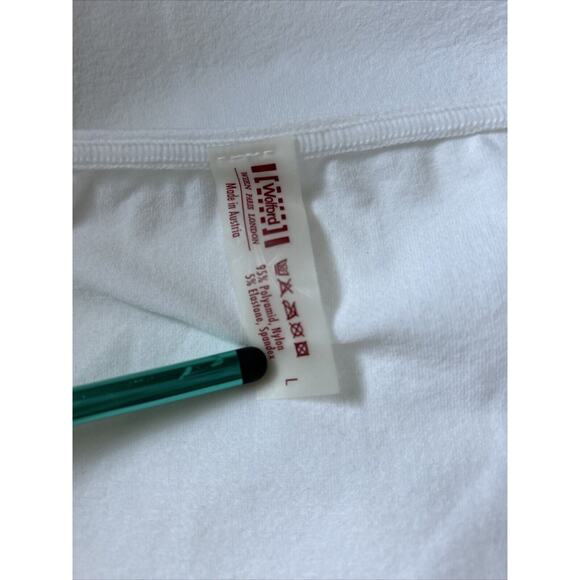 Wolford
WIEN PARIS LONDON
Made in Austria
95% Polyamid, Nylon
5% Elastane, Spandex
L